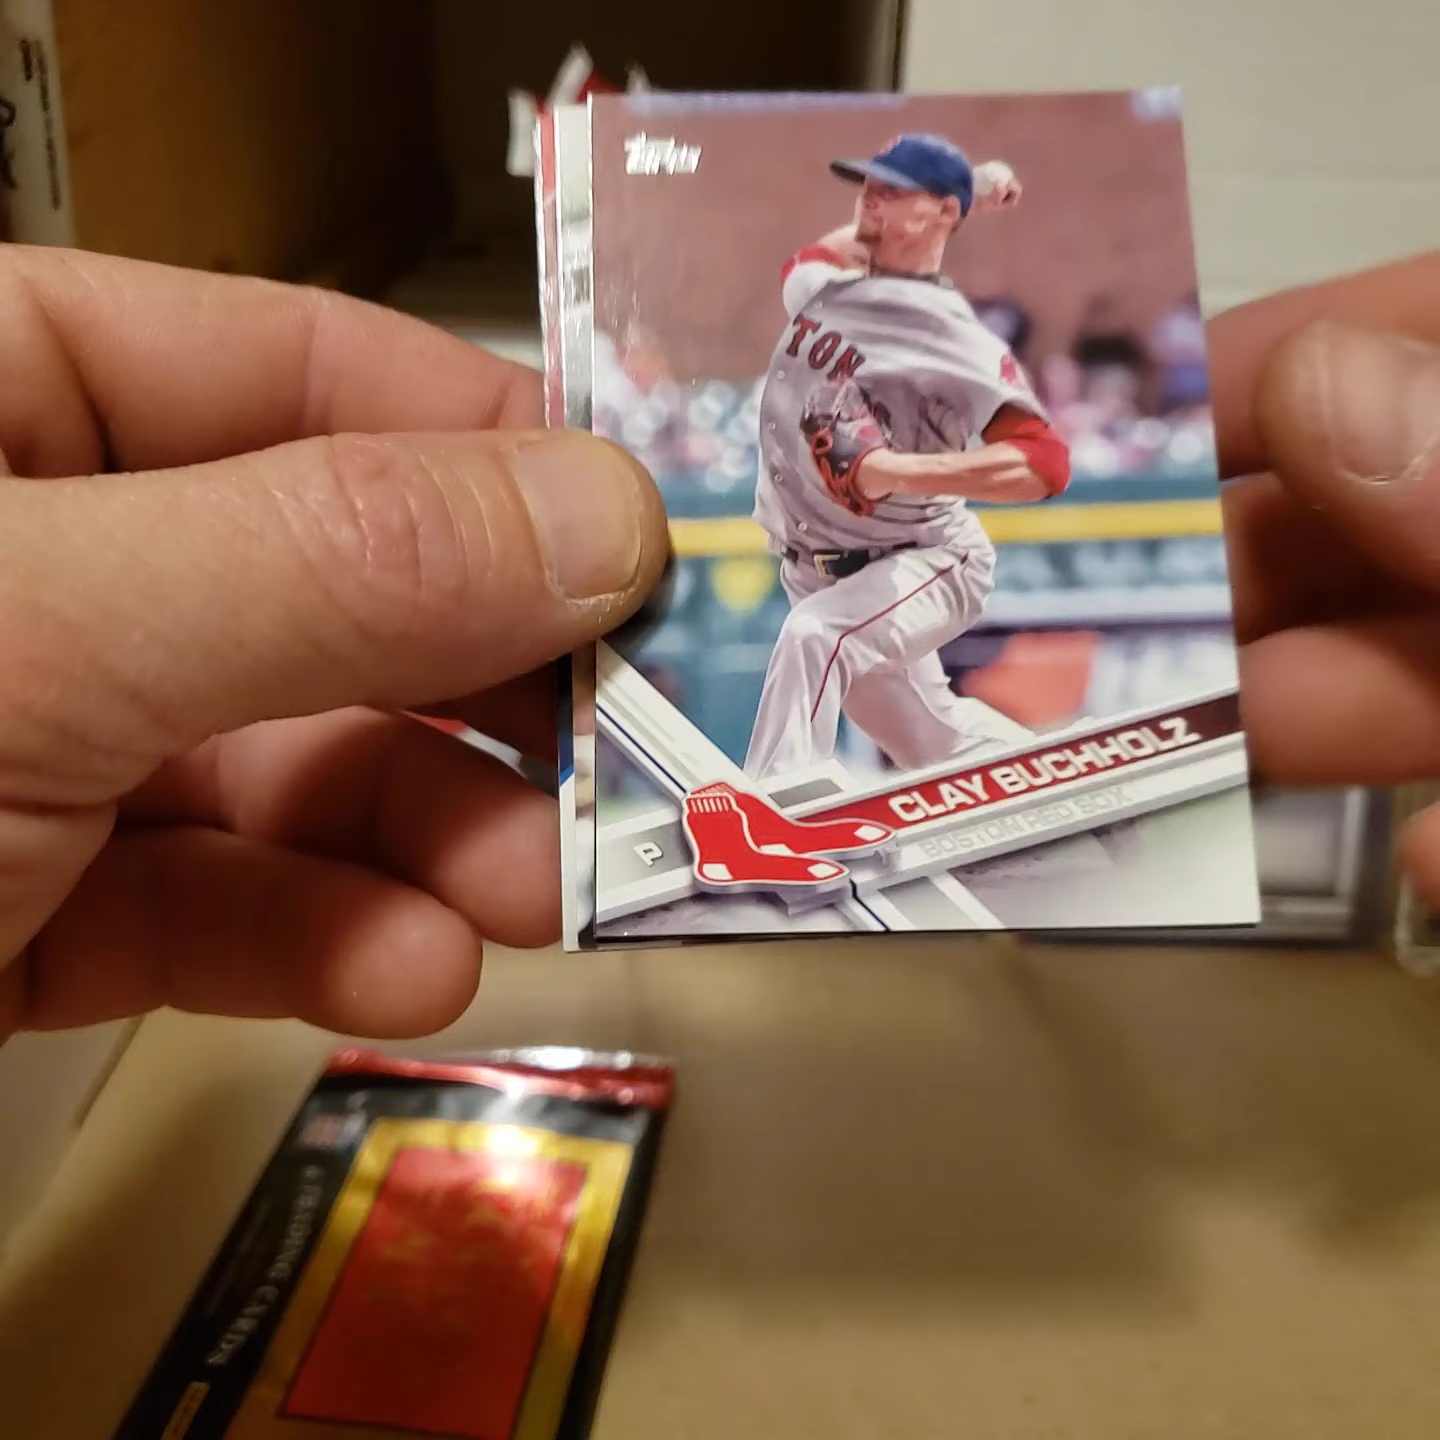 Topps
TON
CLAY BUCHHOLZ
BOSTON RED SOX
P
TRADING CARDS